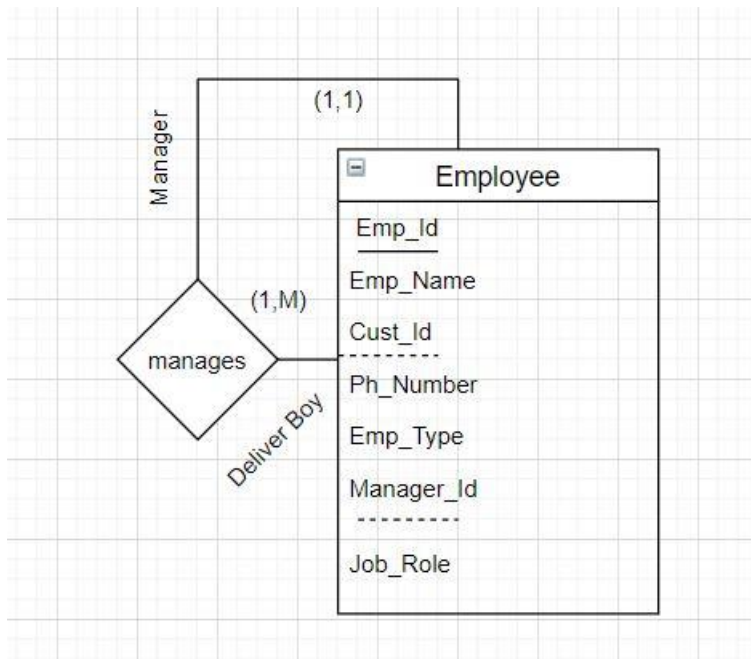 (1,1)
Manager
Employee
Emp_Id
Emp_Name
(1,M)
Cust_Id
manages
Ph_Number
Deliver Boy
Emp_Type
Manager_Id
Job_Role